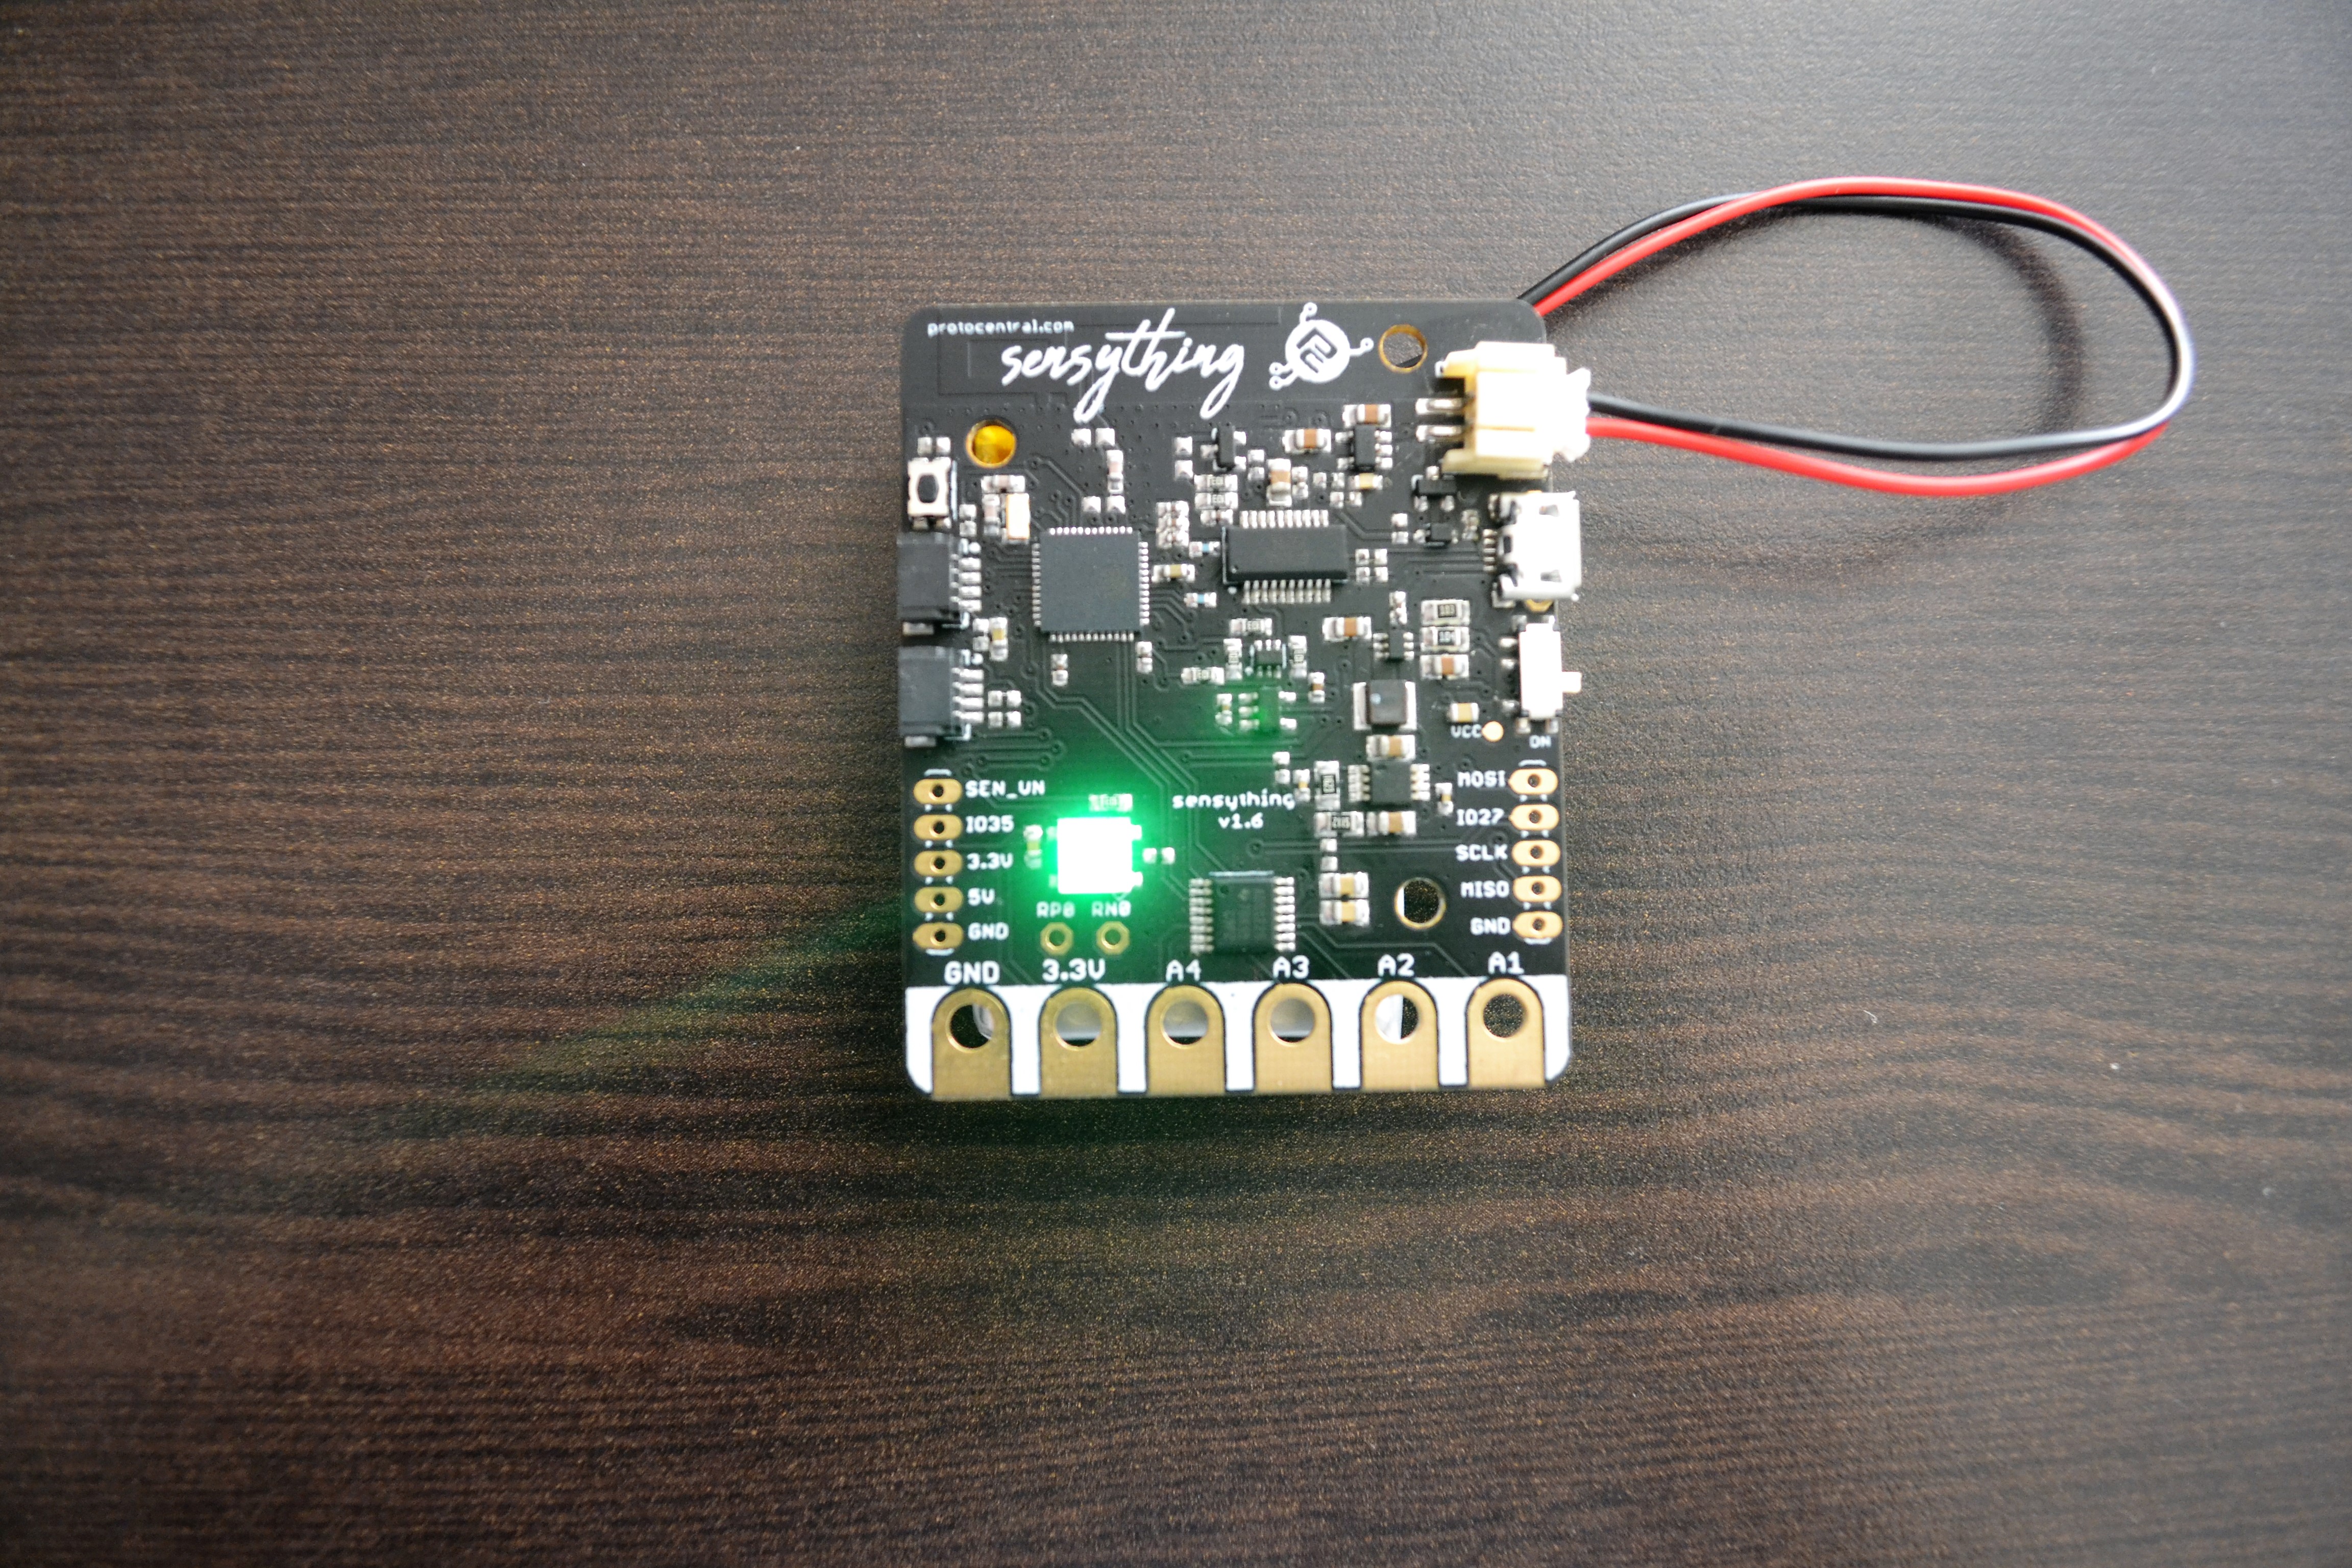 protocentral.com
sensything
VCC
ON
SEN_VN
IO35
3.3V
5V
GND
sensything
v1.6
MOSI
IO27
SCLK
MISO
GND
RP0 RN0
GND 3.3V A4 A3 A2 A1